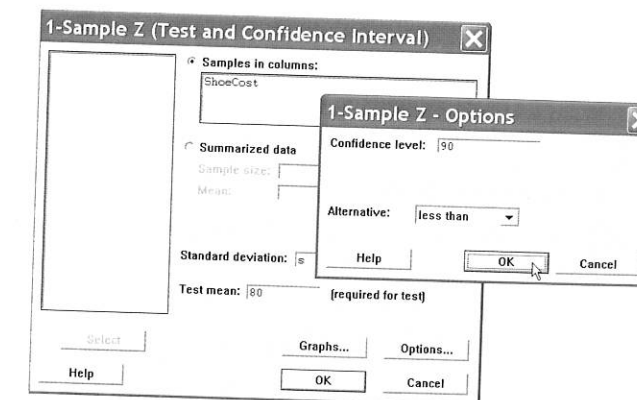 1-Sample Z (Test and Confidence Interval)
Samples in columns:
ShoeCost
Summarized data
Sample size:
Mean:
Standard deviation: s
Test mean: 80 (required for test)
Select
Graphs... Options...
Help OK Cancel
1-Sample Z - Options
Confidence level: 90
Alternative: less than
Help OK Cancel